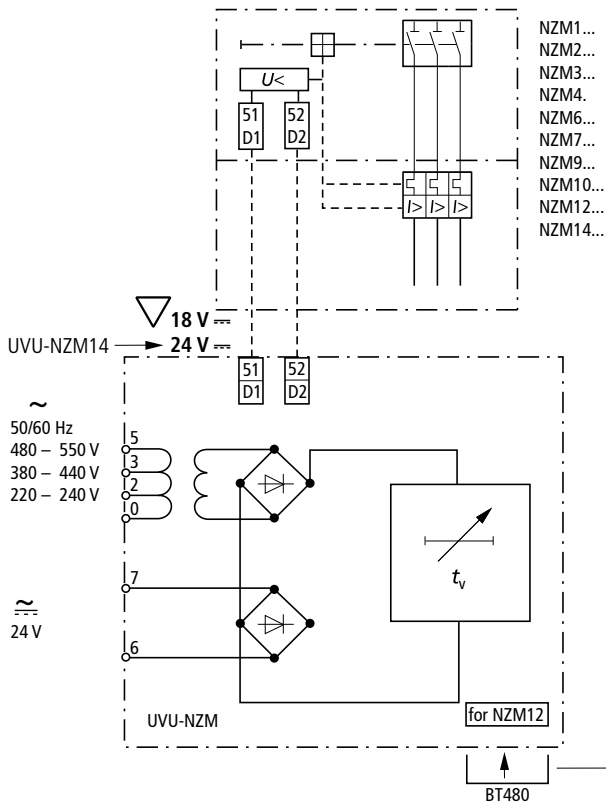 NZM1...
NZM2...
NZM3...
NZM4.
NZM6...
NZM7...
NZM9...
NZM10...
NZM12...
NZM14...
U<
51
D1
52
D2
I> I> I>
18 V
UVU-NZM14
24 V
51
D1
52
D2
~
50/60 Hz
480 – 550 V
380 – 440 V
220 – 240 V
5
3
2
0
tv
7
~
24 V
6
UVU-NZM
for NZM12
BT480